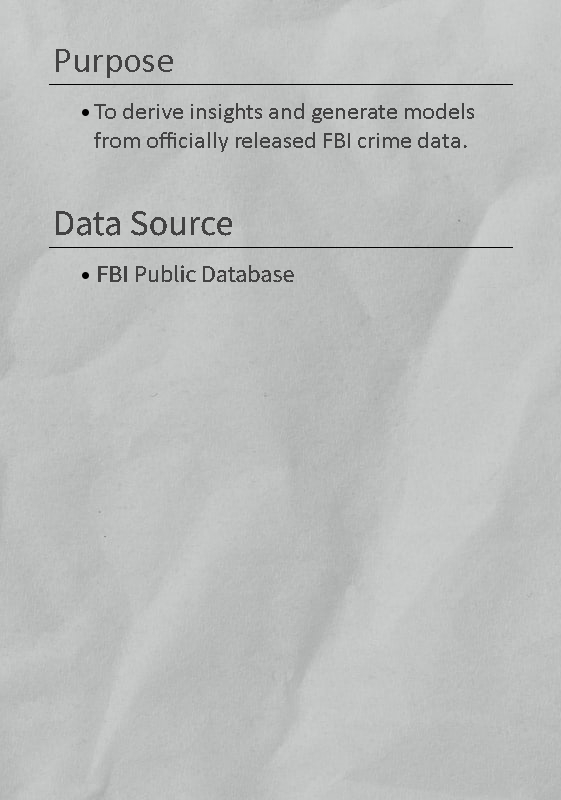 Purpose
• To derive insights and generate models
from officially released FBI crime data.
Data Source
• FBI Public Database